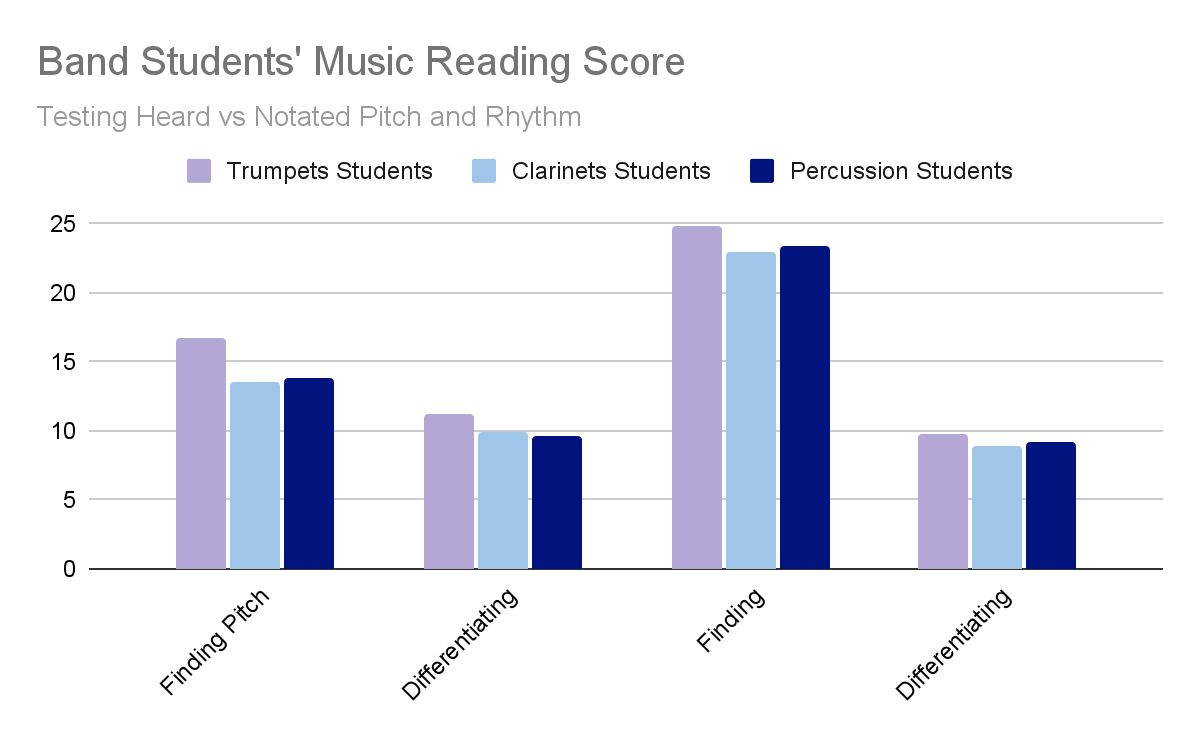 Band Students' Music Reading Score
Testing Heard vs Notated Pitch and Rhythm
Trumpets Students
Clarinets Students
Percussion Students
25
20
15
10
5
0
Finding Pitch
Differentiating
Finding
Differentiating